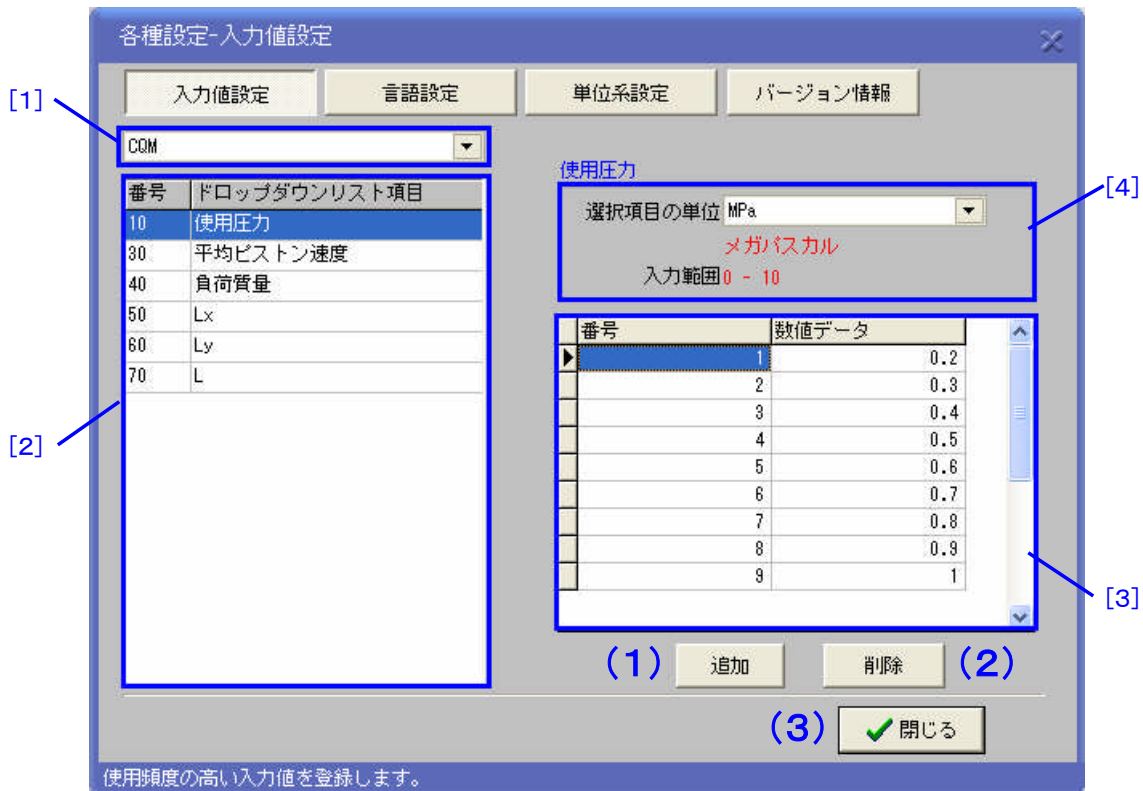 各種設定-入力値設定
入力値設定
言語設定
単位系設定
バージョン情報
[1]
CQM
番号 ドロップダウンリスト項目
10 使用圧力
30 平均ピストン速度
40 負荷質量
50 Lx
60 Ly
70 L
[2]
使用圧力
[4]
選択項目の単位 MPa
メガパスカル
入力範囲 0 - 10
番号 数値データ
1 0.2
2 0.3
3 0.4
4 0.5
5 0.6
6 0.7
7 0.8
8 0.9
9 1
[3]
(1) 追加 削除 (2)
(3) 閉じる
使用頻度の高い入力値を登録します。